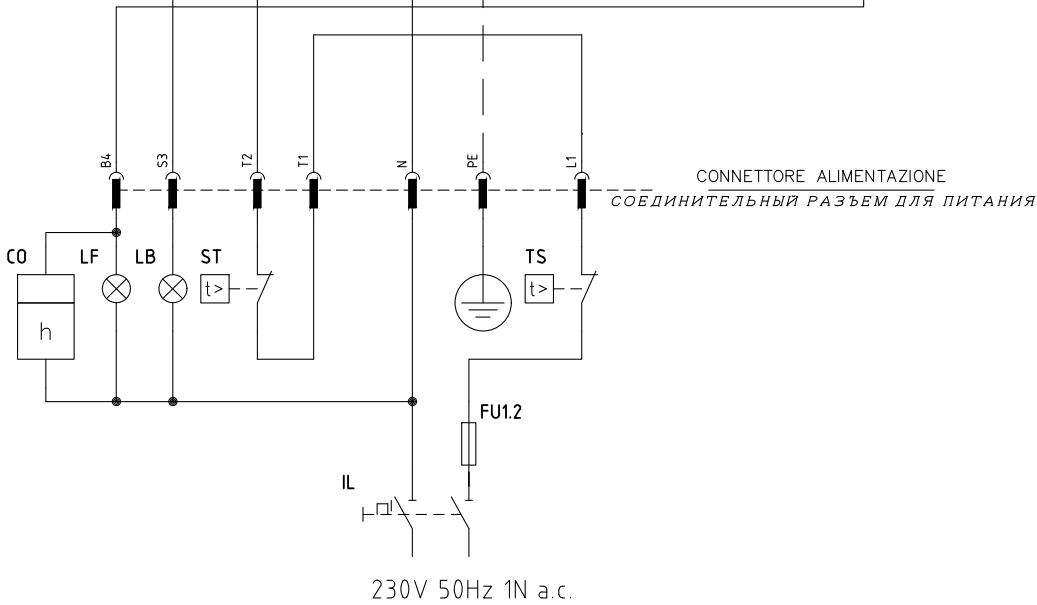 B4 S3 T2 T1 N PE L1
CONNETTORE ALIMENTAZIONE
СОЕДИНИТЕЛЬНЫЙ РАЗЪЕМ ДЛЯ ПИТАНИЯ
CO LF LB ST TS
t> t>
h
FU1.2
IL
230V 50Hz 1N a.c.